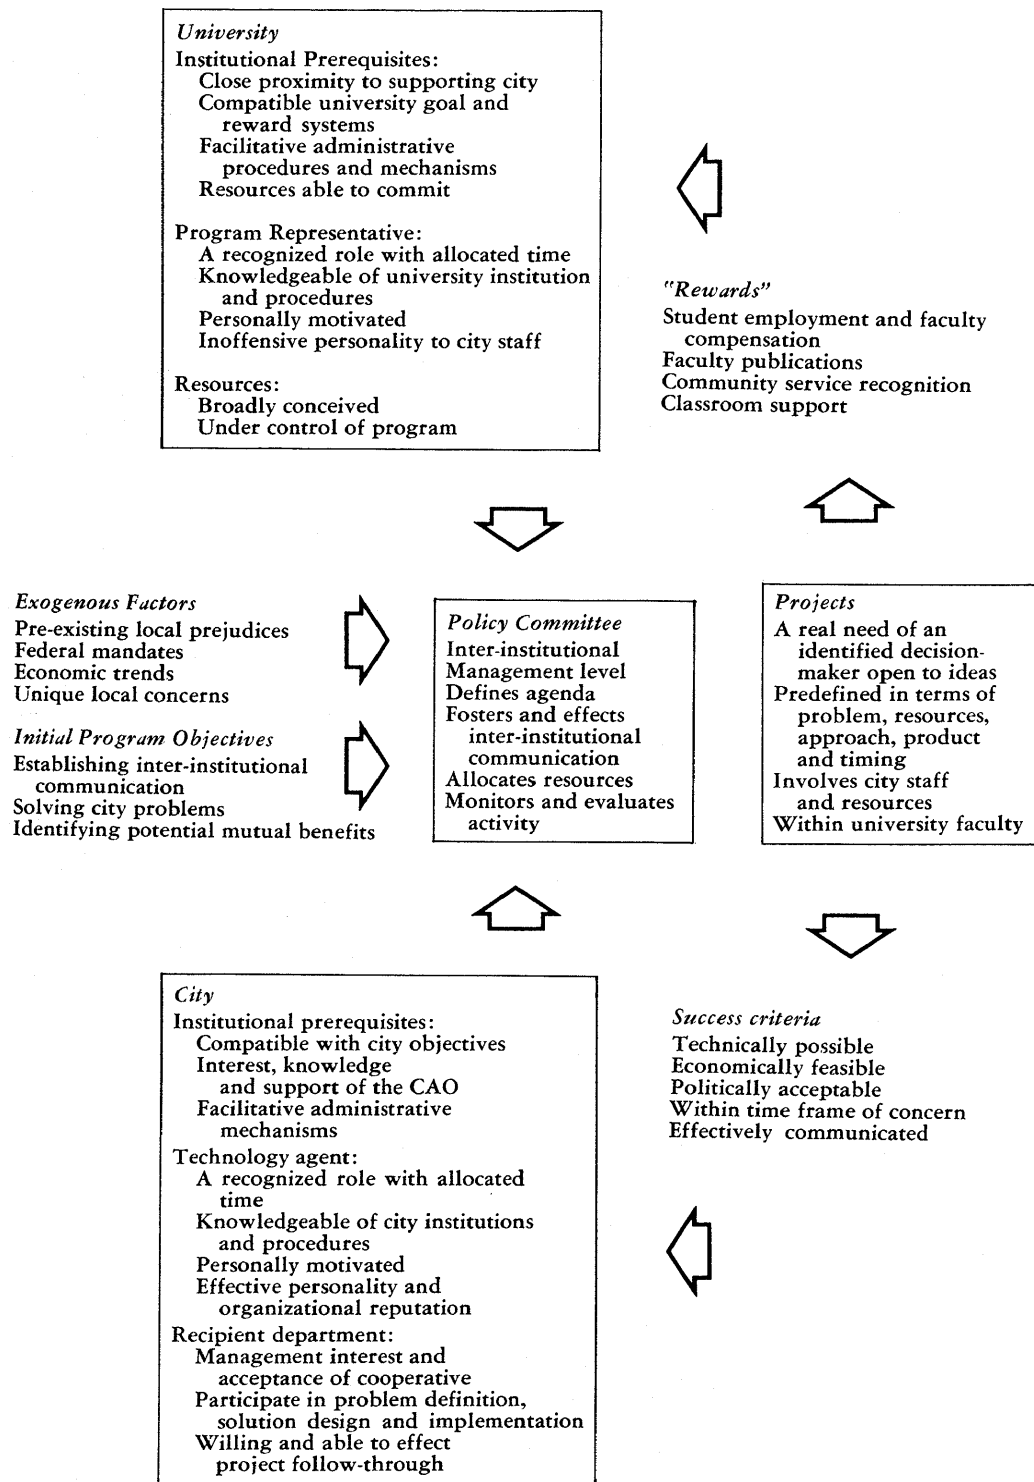 University
Institutional Prerequisites:
Close proximity to supporting city
Compatible university goal and
reward systems
Facilitative administrative
procedures and mechanisms
Resources able to commit
Program Representative:
A recognized role with allocated time
Knowledgeable of university institution
and procedures
Personally motivated
Inoffensive personality to city staff
Resources:
Broadly conceived
Under control of program
"Rewards"
Student employment and faculty
compensation
Faculty publications
Community service recognition
Classroom support
Exogenous Factors
Pre-existing local prejudices
Federal mandates
Economic trends
Unique local concerns
Initial Program Objectives
Establishing inter-institutional
communication
Solving city problems
Identifying potential mutual benefits
Policy Committee
Inter-institutional
Management level
Defines agenda
Fosters and effects
inter-institutional
communication
Allocates resources
Monitors and evaluates
activity
Projects
A real need of an
identified decision-
maker open to ideas
Predefined in terms of
problem, resources,
approach, product
and timing
Involves city staff
and resources
Within university faculty
City
Institutional prerequisites:
Compatible with city objectives
Interest, knowledge
and support of the CAO
Facilitative administrative
mechanisms
Technology agent:
A recognized role with allocated
time
Knowledgeable of city institutions
and procedures
Personally motivated
Effective personality and
organizational reputation
Recipient department:
Management interest and
acceptance of cooperative
Participate in problem definition,
solution design and implementation
Willing and able to effect
project follow-through
Success criteria
Technically possible
Economically feasible
Politically acceptable
Within time frame of concern
Effectively communicated